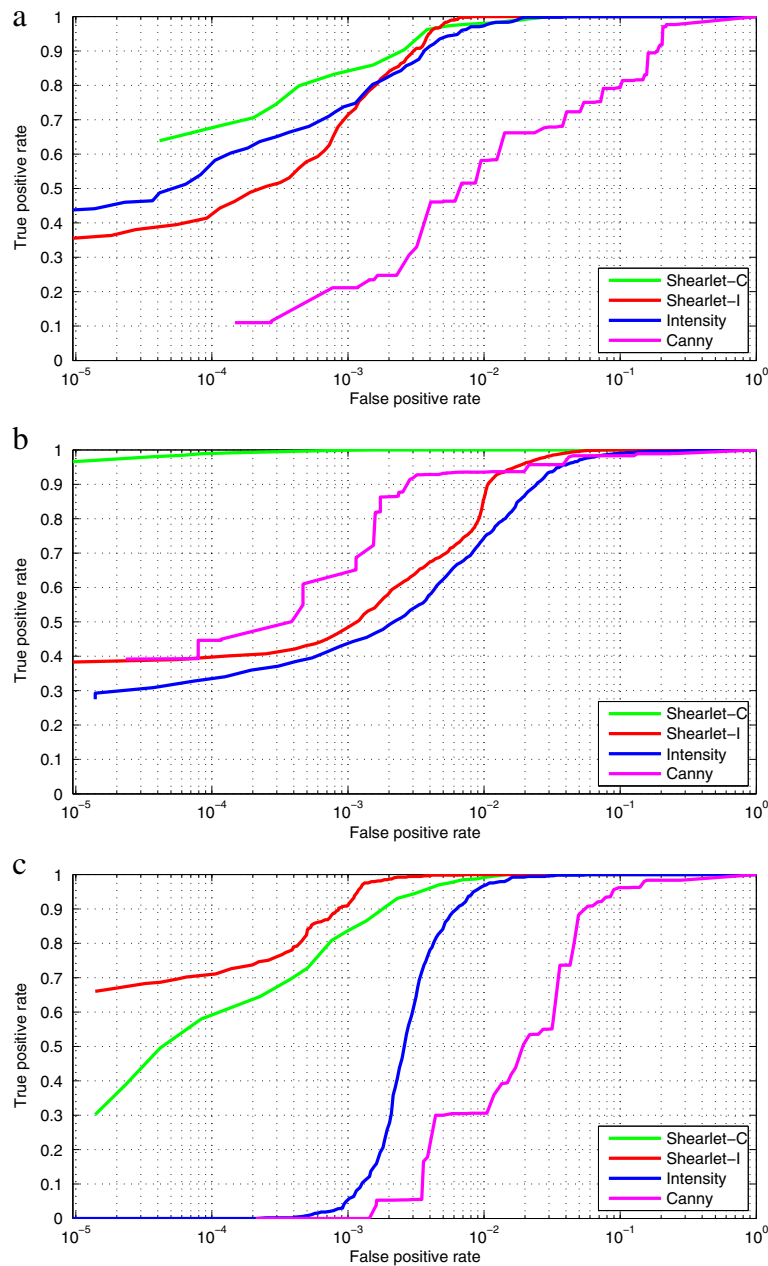 a
1
0.9
0.8
0.7
0.6
0.5
0.4
0.3
0.2
0.1
0
True positive rate
Shearlet-C
Shearlet-I
Intensity
Canny
10⁻⁵ 10⁻⁴ 10⁻³ 10⁻² 10⁻¹ 10⁰
False positive rate
b
1
0.9
0.8
0.7
0.6
0.5
0.4
0.3
0.2
0.1
0
True positive rate
Shearlet-C
Shearlet-I
Intensity
Canny
10⁻⁵ 10⁻⁴ 10⁻³ 10⁻² 10⁻¹ 10⁰
False positive rate
c
1
0.9
0.8
0.7
0.6
0.5
0.4
0.3
0.2
0.1
0
True positive rate
Shearlet-C
Shearlet-I
Intensity
Canny
10⁻⁵ 10⁻⁴ 10⁻³ 10⁻² 10⁻¹ 10⁰
False positive rate